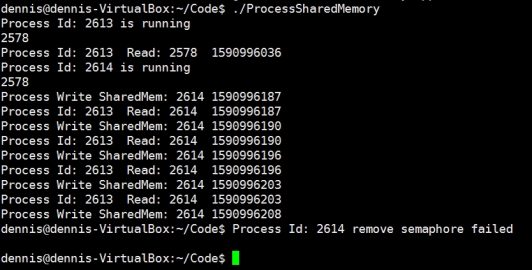 dennis@dennis-VirtualBox:~/Code$ ./ProcessSharedMemory
Process Id: 2613 is running
2578
Process Id: 2613  Read: 2578  1590996036
Process Id: 2614 is running
2578
Process Write SharedMem: 2614 1590996187
Process Id: 2613  Read: 2614  1590996187
Process Write SharedMem: 2614 1590996190
Process Id: 2613  Read: 2614  1590996190
Process Write SharedMem: 2614 1590996196
Process Id: 2613  Read: 2614  1590996196
Process Write SharedMem: 2614 1590996203
Process Id: 2613  Read: 2614  1590996203
Process Write SharedMem: 2614 1590996208
dennis@dennis-VirtualBox:~/Code$ Process Id: 2614 remove semaphore failed
dennis@dennis-VirtualBox:~/Code$